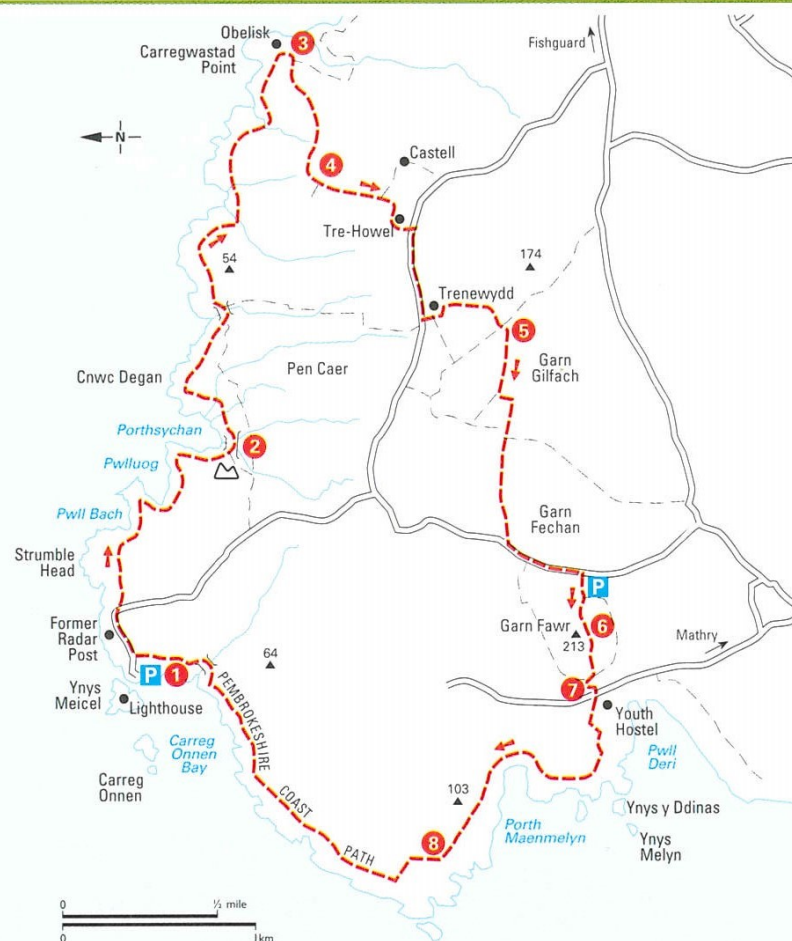 Obelisk
3
Carregwastad
Point
Fishguard
N
4
Castell
Tre-Howel
54
174
Trenewydd
5
Garn
Gilfach
Cnwc Degan
Pen Caer
Porthsychan
2
Pwlluog
Pwll Bach
Garn
Fechan
Strumble
Head
P
Former
Radar
Post
Garn Fawr
213
6
Mathry
64
P
1
7
Ynys
Meicel
Lighthouse
PEMBROKESHIRE
COAST
PATH
Youth
Hostel
Carreg
Onnen
Bay
Pwll
Deri
Carreg
Onnen
103
Ynys y Ddinas
Porth
Maenmelyn
8
Ynys
Melyn
0
½ mile
0
1km